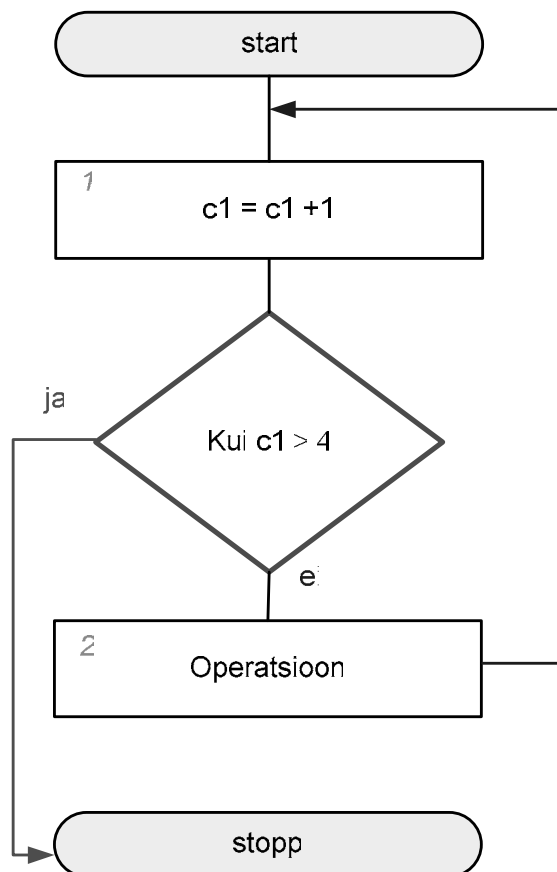 start
1
c1 = c1 +1
ja
Kui c1 > 4
ei
2
Operatsioon
stopp